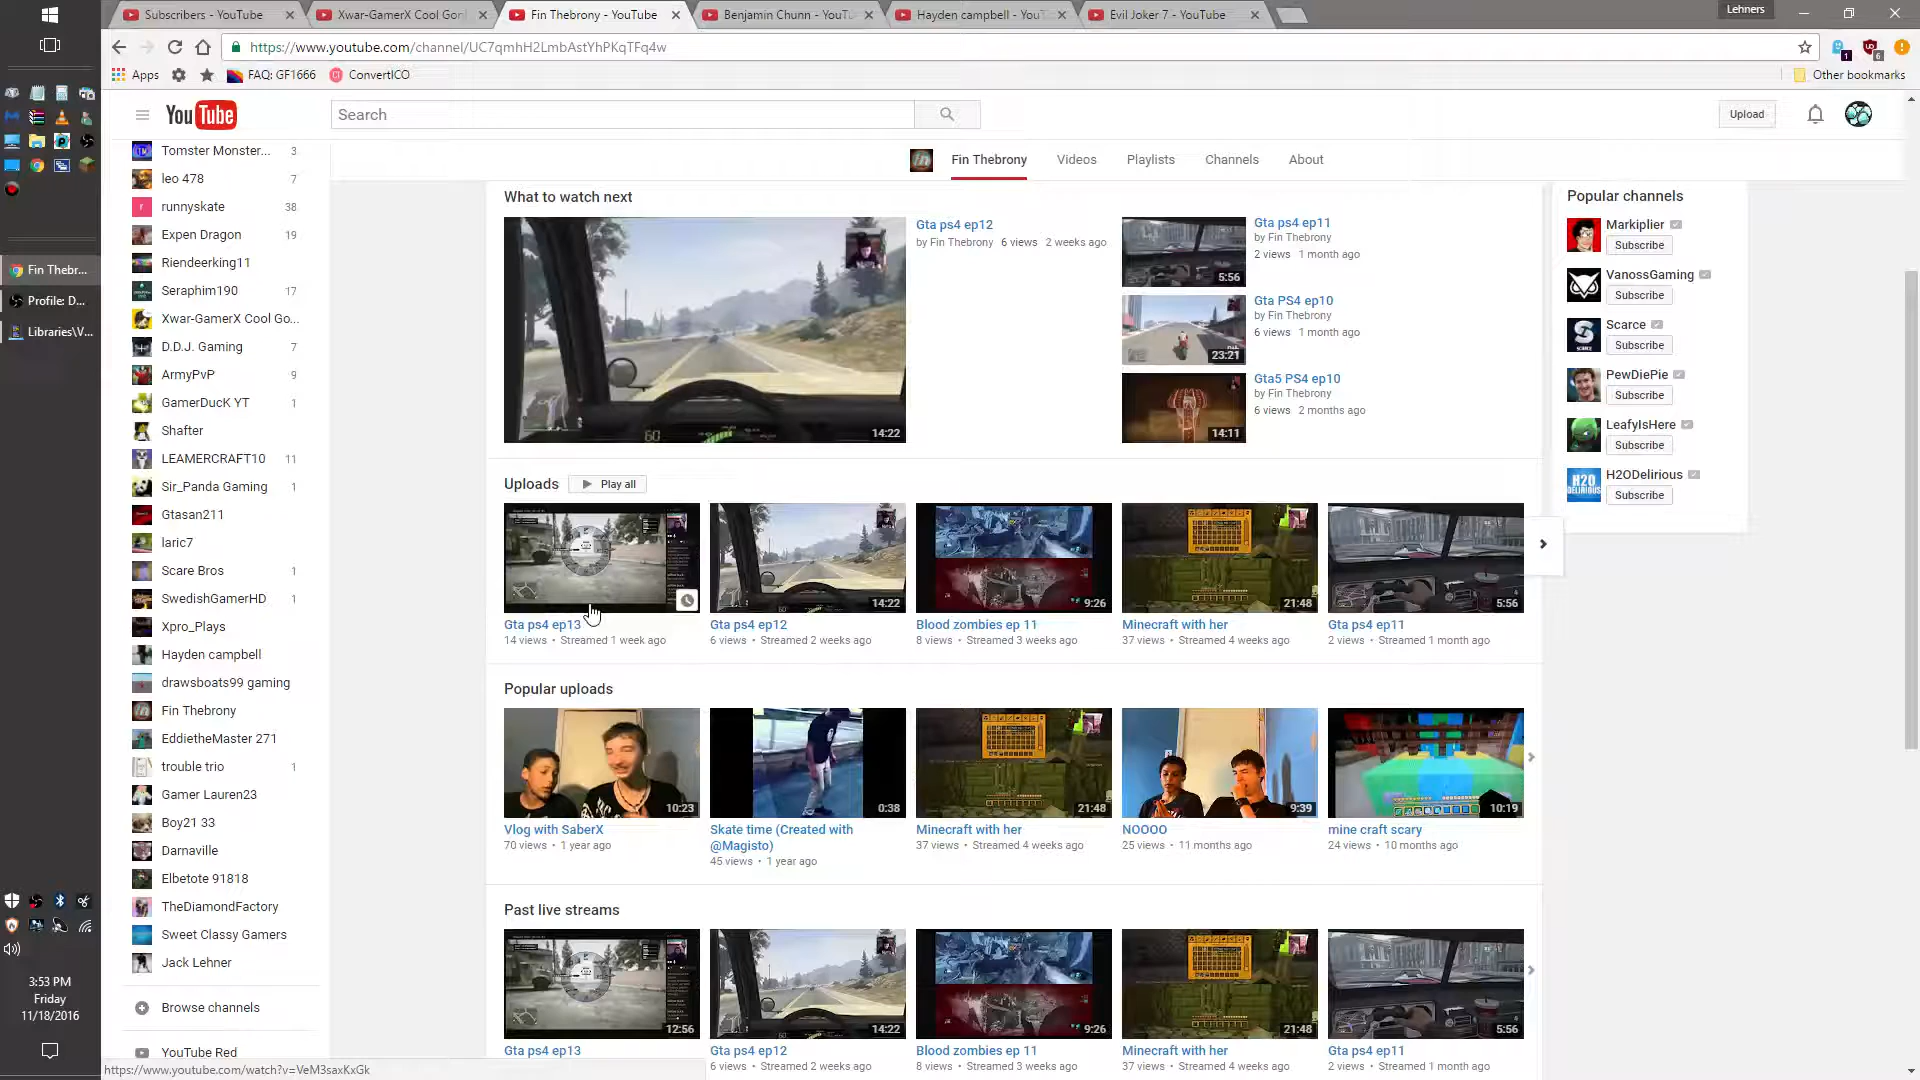 Subscribers - YouTube
Xwar-GamerX Cool Gon
Fin Thebrony - YouTube
Benjamin Chunn - YouTu
Hayden campbell - YouTu
Evil Joker 7 - YouTube
Lehners
https://www.youtube.com/channel/UC7qmhH2LmbAstYhPKqTFq4w
Apps
FAQ: GF1666
ConvertICO
Other bookmarks
YouTube
Search
Upload
Fin Thebrony
Videos
Playlists
Channels
About
Tomster Monster... 3
leo 478 7
runnyskate 38
Expen Dragon 19
Riendeerking11
Seraphim190 17
Xwar-GamerX Cool Go...
D.D.J. Gaming 7
ArmyPvP 9
GamerDucK YT 1
Shafter
LEAMERCRAFT10 11
Sir_Panda Gaming 1
Gtasan211
laric7
Scare Bros 1
SwedishGamerHD 1
Xpro_Plays
Hayden campbell
drawsboats99 gaming
Fin Thebrony
EddietheMaster 271
trouble trio 1
Gamer Lauren23
Boy21 33
Darnaville
Elbetote 91818
TheDiamondFactory
Sweet Classy Gamers
Jack Lehner
Browse channels
YouTube Red
https://www.youtube.com/watch?v=VeM3saxKxGk
Fin Thebr...
Profile: D...
Libraries\V...
3:53 PM
Friday
11/18/2016
What to watch next
14:22
Gta ps4 ep12
by Fin Thebrony 6 views 2 weeks ago
5:56
Gta ps4 ep11
by Fin Thebrony
2 views 1 month ago
23:21
Gta PS4 ep10
by Fin Thebrony
6 views 1 month ago
14:11
Gta5 PS4 ep10
by Fin Thebrony
6 views 2 months ago
Uploads
Play all
14:22
9:26
21:48
5:56
Gta ps4 ep13
14 views • Streamed 1 week ago
Gta ps4 ep12
6 views • Streamed 2 weeks ago
Blood zombies ep 11
8 views • Streamed 3 weeks ago
Minecraft with her
37 views • Streamed 4 weeks ago
Gta ps4 ep11
2 views • Streamed 1 month ago
Popular uploads
10:23
0:38
21:48
9:39
10:19
Vlog with SaberX
70 views • 1 year ago
Skate time (Created with
@Magisto)
45 views • 1 year ago
Minecraft with her
37 views • Streamed 4 weeks ago
NOOOO
25 views • 11 months ago
mine craft scary
24 views • 10 months ago
Past live streams
12:56
14:22
9:26
21:48
5:56
Gta ps4 ep13
Gta ps4 ep12
6 views • Streamed 2 weeks ago
Blood zombies ep 11
8 views • Streamed 3 weeks ago
Minecraft with her
37 views • Streamed 4 weeks ago
Gta ps4 ep11
2 views • Streamed 1 month ago
Popular channels
Markiplier
Subscribe
VanossGaming
Subscribe
Scarce
Subscribe
PewDiePie
Subscribe
LeafyIsHere
Subscribe
H2ODelirious
Subscribe